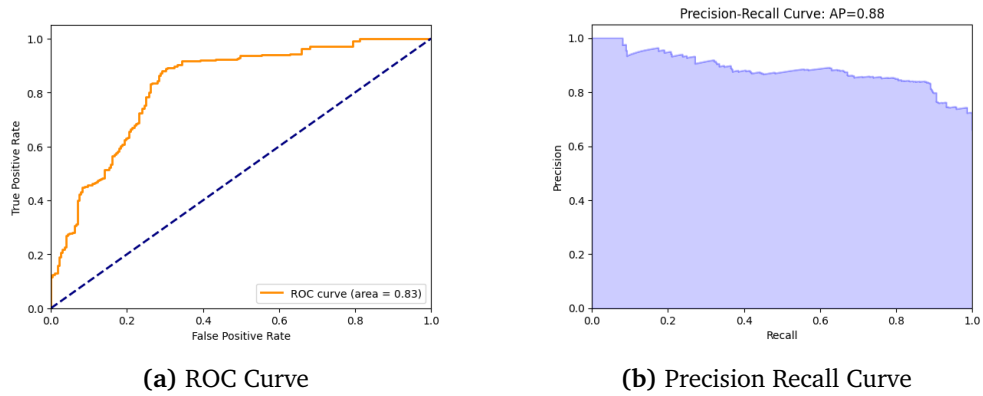 1.0
0.8
0.6
0.4
0.2
0.0
True Positive Rate
0.0 0.2 0.4 0.6 0.8 1.0
False Positive Rate
ROC curve (area = 0.83)
(a) ROC Curve
Precision-Recall Curve: AP=0.88
1.0
0.8
0.6
0.4
0.2
0.0
Precision
0.0 0.2 0.4 0.6 0.8 1.0
Recall
(b) Precision Recall Curve